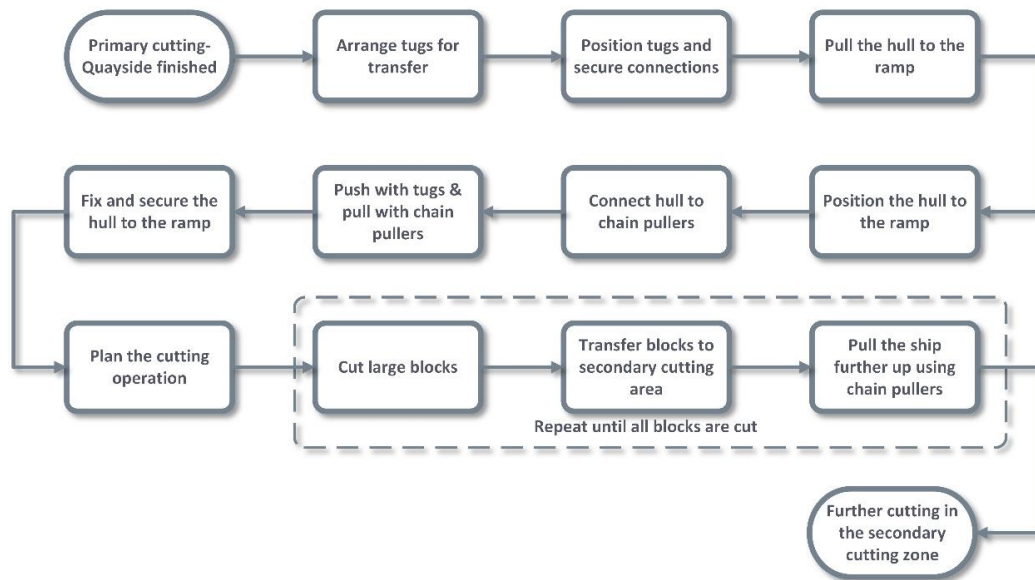 Primary cutting-
Quayside finished
Arrange tugs for
transfer
Position tugs and
secure connections
Pull the hull to the
ramp
Position the hull to
the ramp
Connect hull to
chain pullers
Push with tugs &
pull with chain
pullers
Fix and secure the
hull to the ramp
Plan the cutting
operation
Cut large blocks
Transfer blocks to
secondary cutting
area
Pull the ship
further up using
chain pullers
Repeat until all blocks are cut
Further cutting in
the secondary
cutting zone